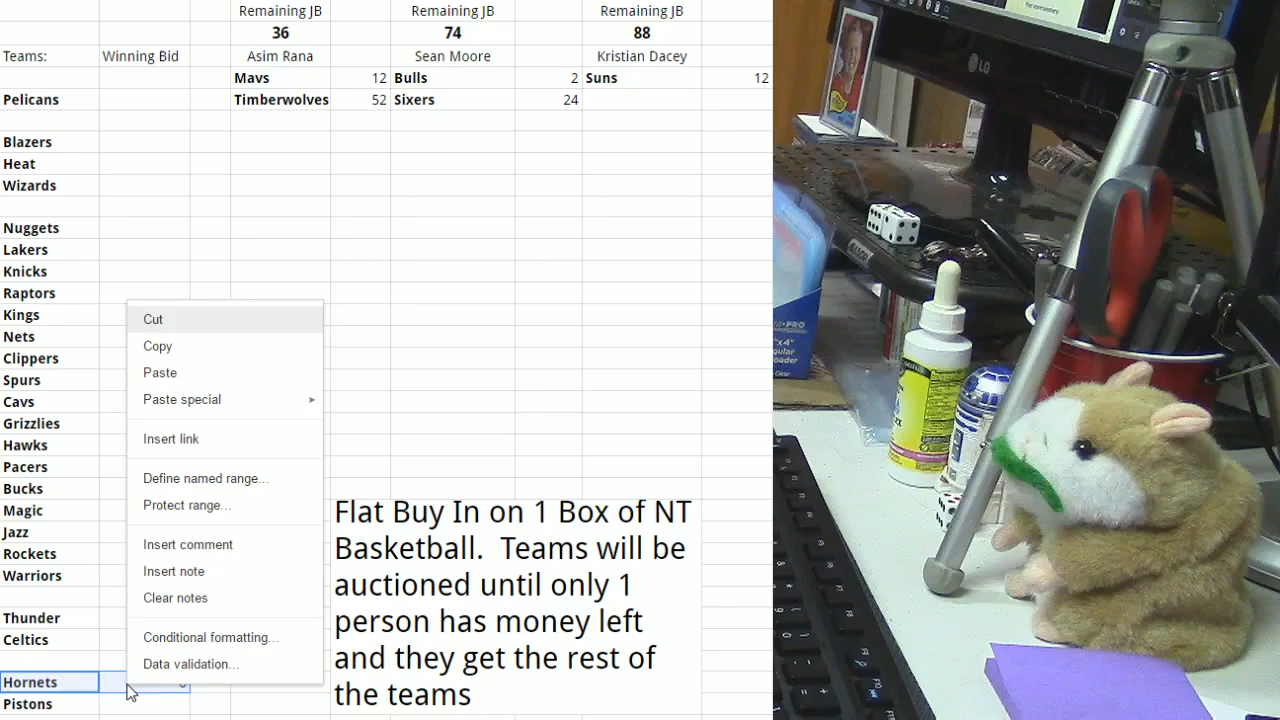 Remaining JB Remaining JB Remaining JB
36 74 88
Teams: Winning Bid Asim Rana Sean Moore Kristian Dacey
Mavs 12 Bulls 2 Suns 12
Pelicans Timberwolves 52 Sixers 24
Blazers
Heat
Wizards
Nuggets
Lakers
Knicks
Raptors
Kings
Nets
Clippers
Spurs
Cavs
Grizzlies
Hawks
Pacers
Bucks
Magic
Jazz
Rockets
Warriors
Thunder
Celtics
Hornets
Pistons
Cut
Copy
Paste
Paste special
Insert link
Define named range...
Protect range...
Insert comment
Insert note
Clear notes
Conditional formatting...
Data validation...
Flat Buy In on 1 Box of NT
Basketball. Teams will be
auctioned until only 1
person has money left
and they get the rest of
the teams
LG